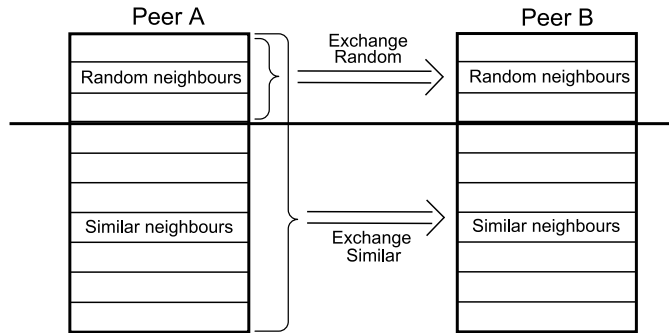 Peer A
Peer B
Exchange
Random
Random neighbours
Random neighbours
Similar neighbours
Similar neighbours
Exchange
Similar